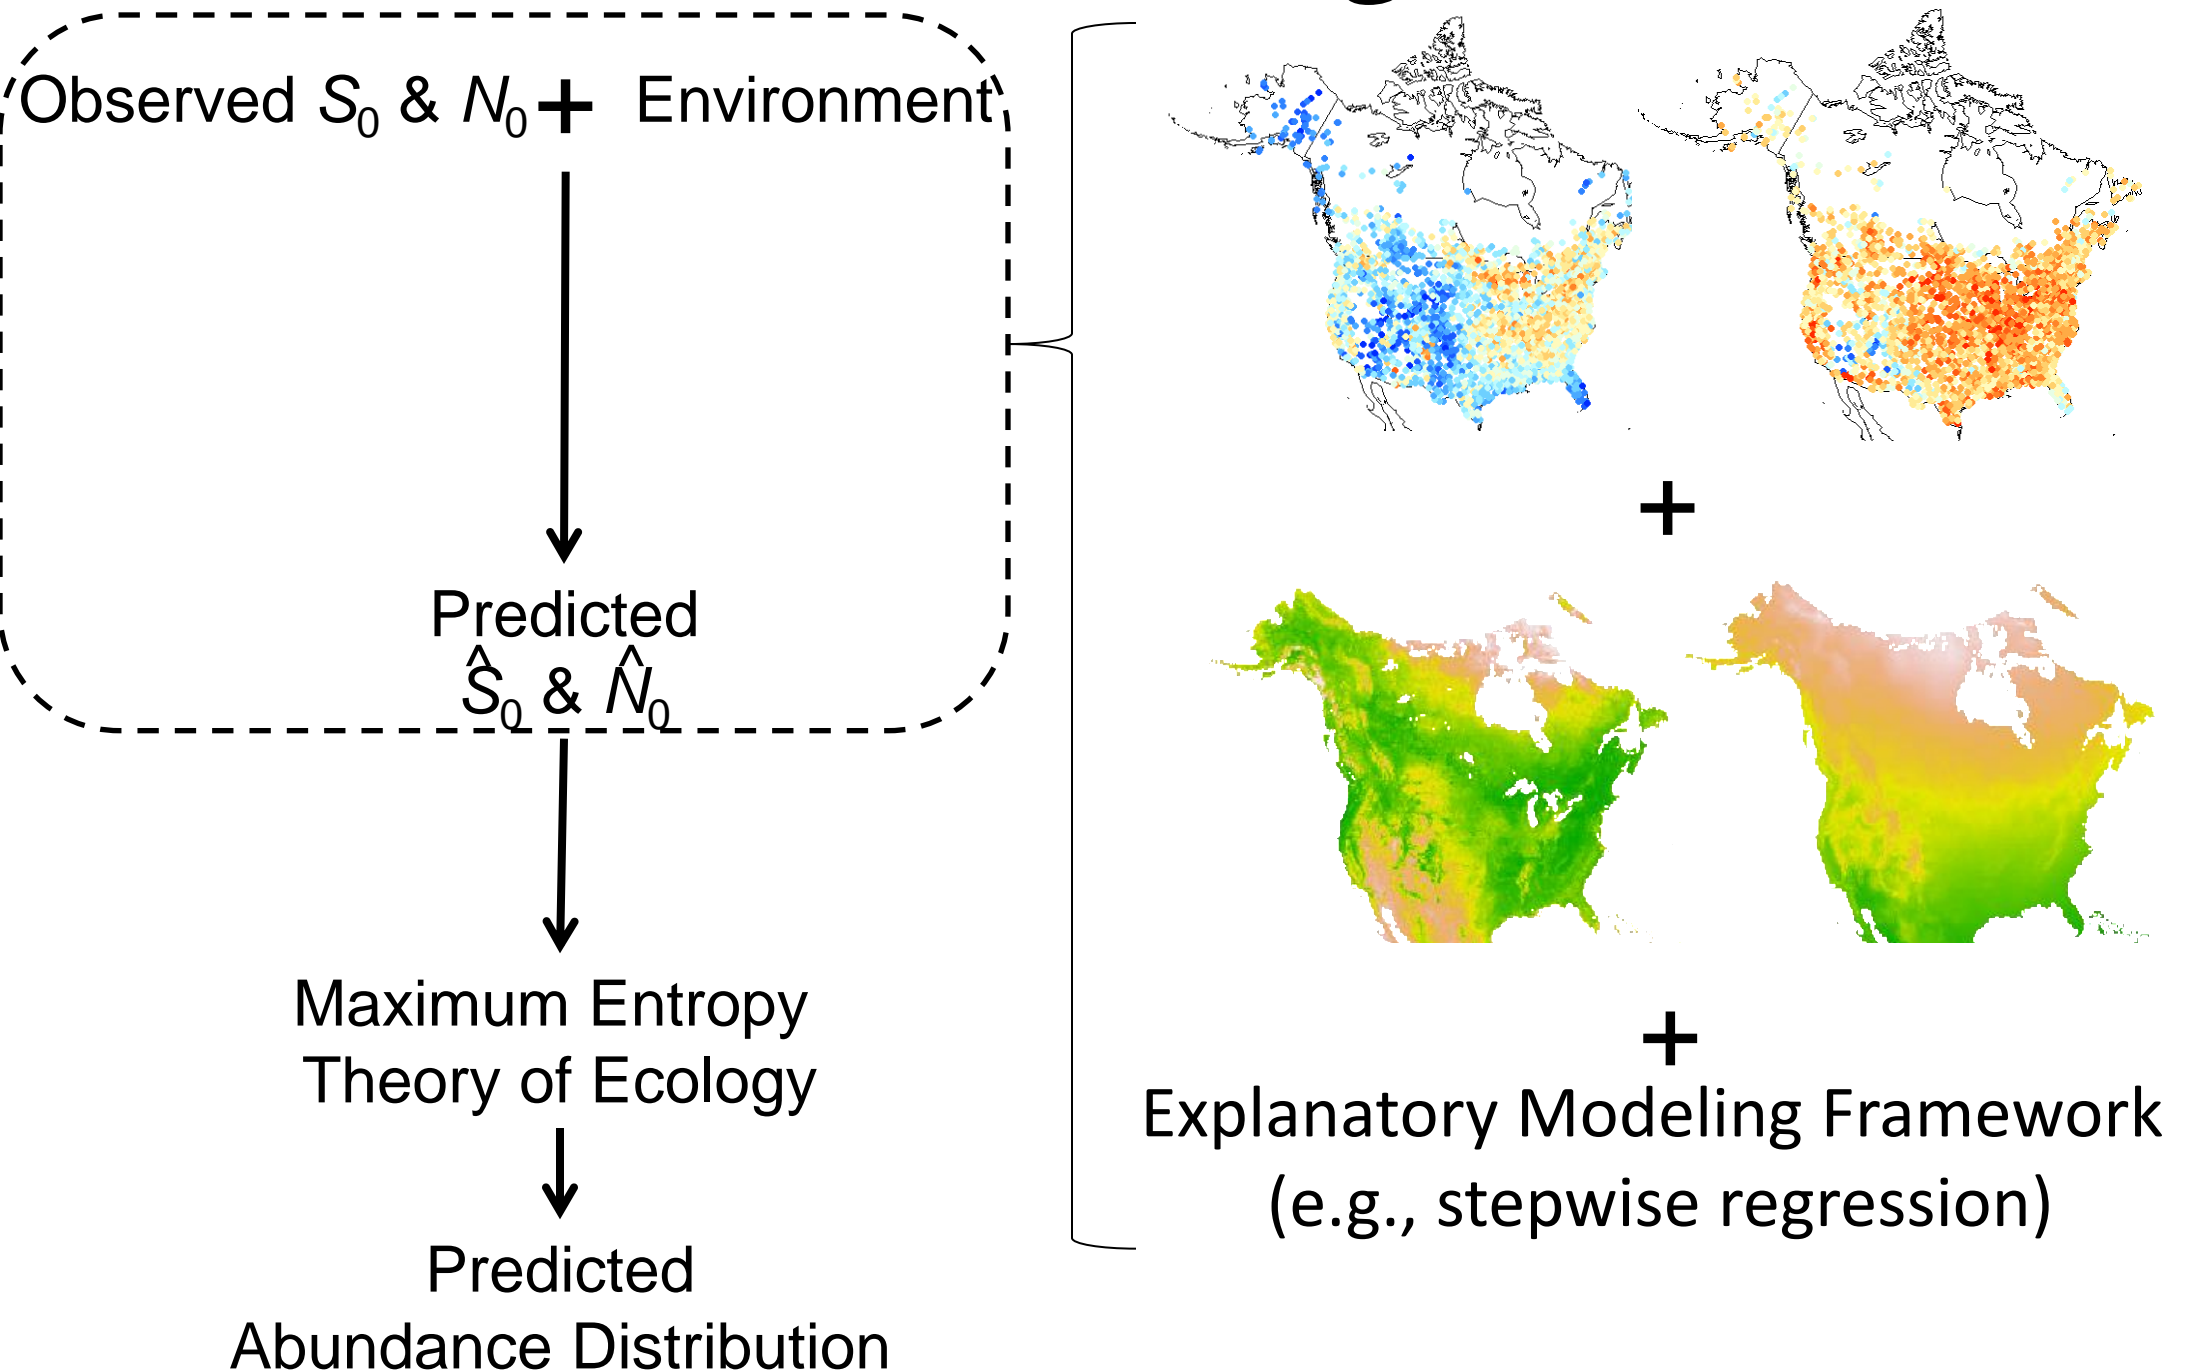 Observed S₀ & N₀ + Environment
Predicted
Ŝ₀ & N̂₀
Maximum Entropy
Theory of Ecology
Predicted
Abundance Distribution
+
+
Explanatory Modeling Framework
(e.g., stepwise regression)